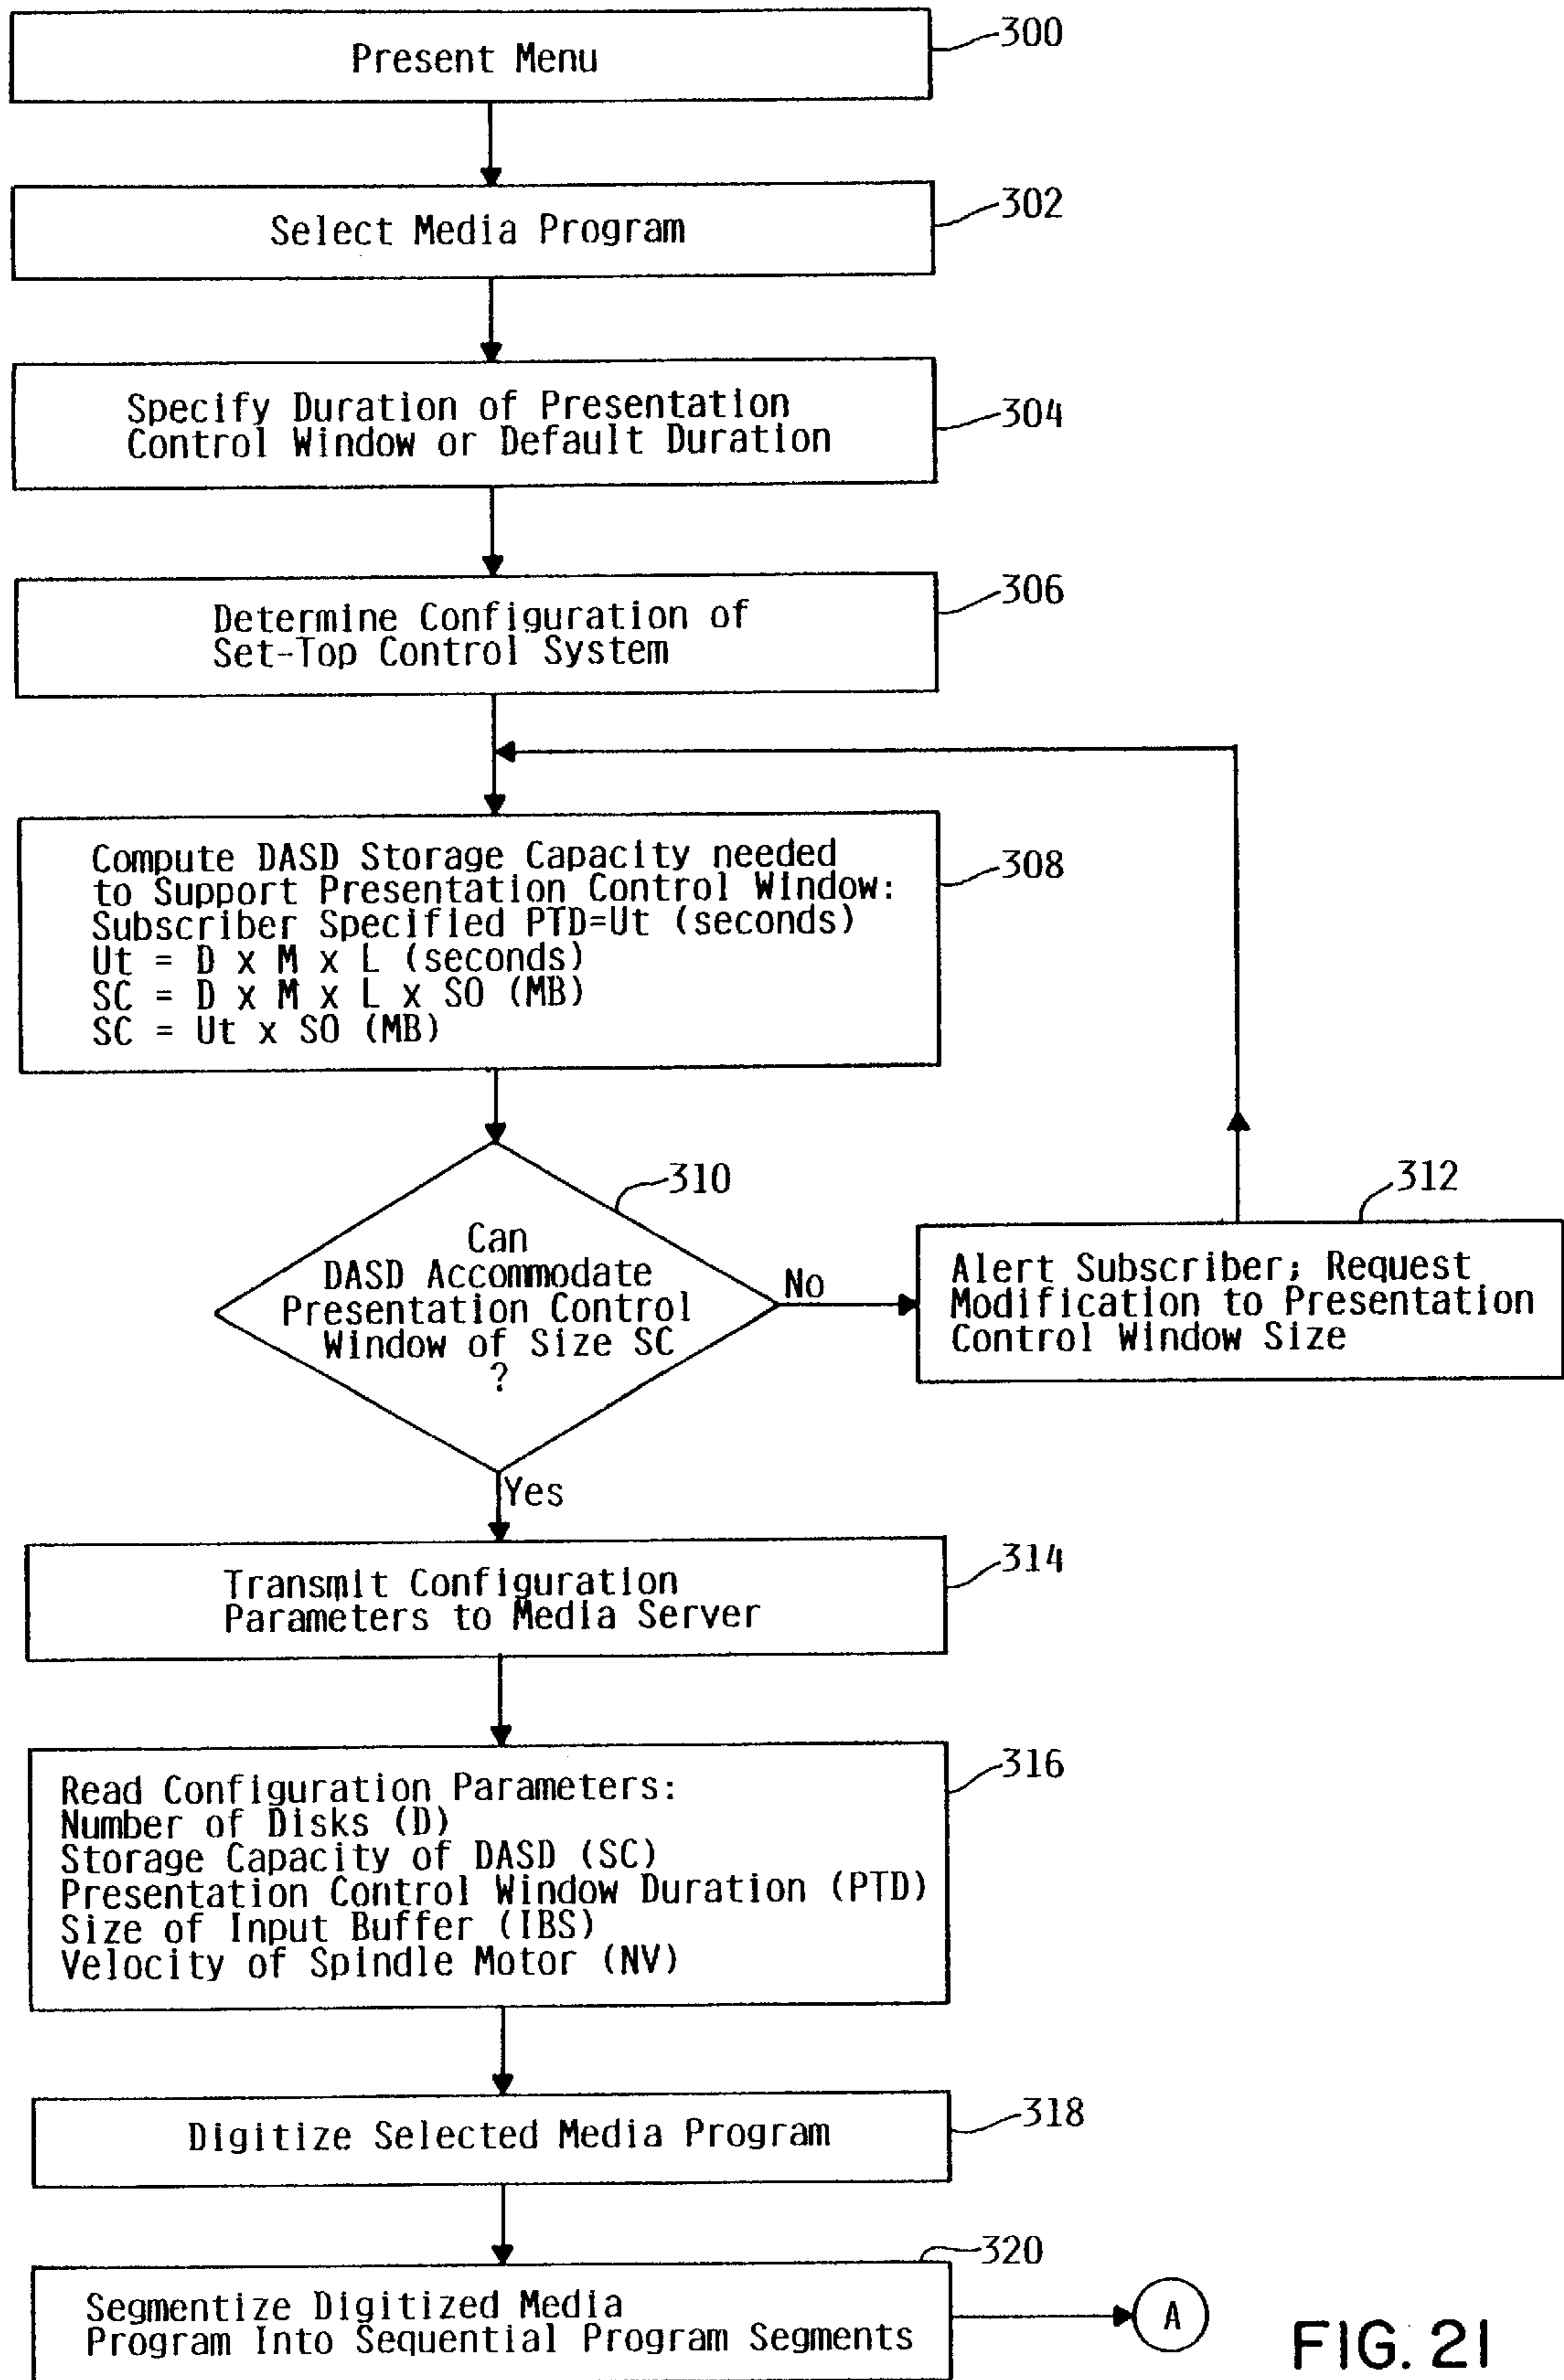 Present Menu
300
Select Media Program
302
Specify Duration of Presentation
Control Window or Default Duration
304
Determine Configuration of
Set-Top Control System
306
Compute DASD Storage Capacity needed
to Support Presentation Control Window:
Subscriber Specified PTD=Ut (seconds)
Ut = D x M x L (seconds)
SC = D x M x L x SO (MB)
SC = Ut x SO (MB)
308
Can
DASD Accommodate
Presentation Control
Window of Size SC
?
310
No
Alert Subscriber; Request
Modification to Presentation
Control Window Size
312
Yes
Transmit Configuration
Parameters to Media Server
314
Read Configuration Parameters:
Number of Disks (D)
Storage Capacity of DASD (SC)
Presentation Control Window Duration (PTD)
Size of Input Buffer (IBS)
Velocity of Spindle Motor (NV)
316
Digitize Selected Media Program
318
Segmentize Digitized Media
Program Into Sequential Program Segments
320
A
FIG. 21